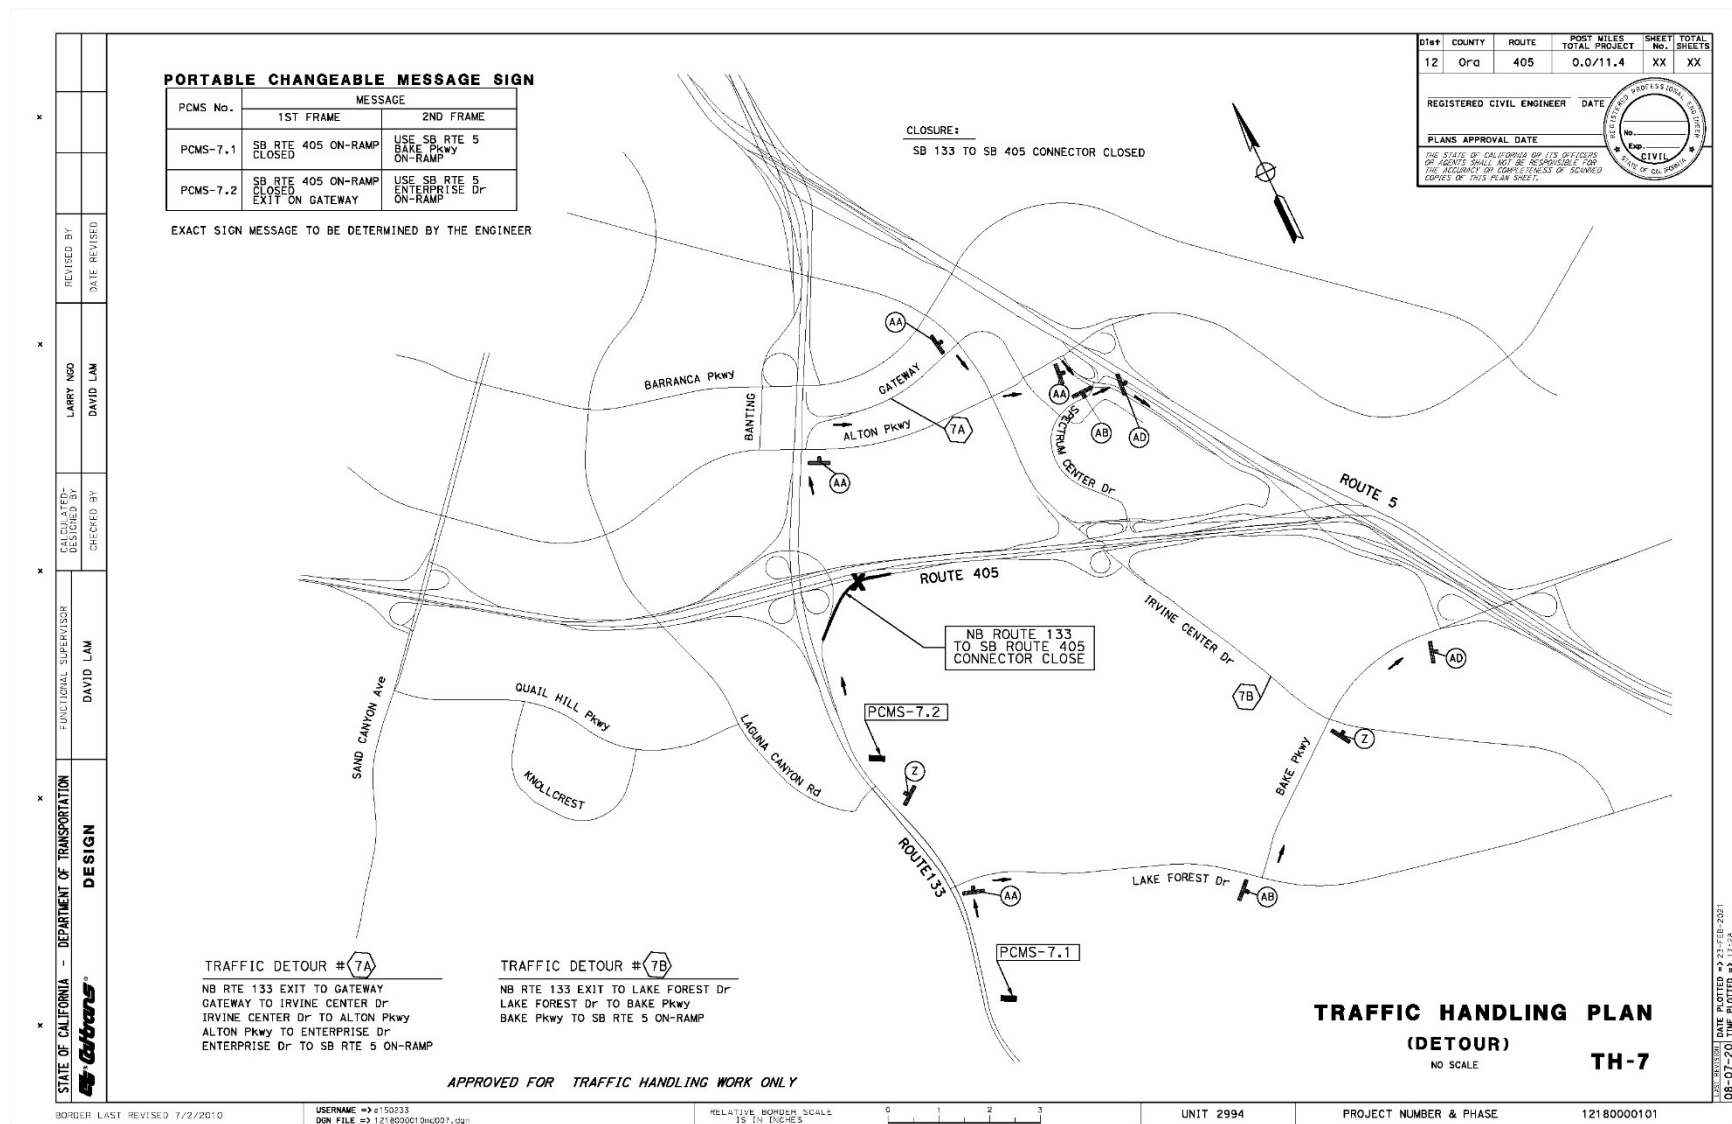 Dist COUNTY ROUTE POST MILES TOTAL PROJECT SHEET No. TOTAL SHEETS
12 Ora 405 0.0/11.4 XX XX
REGISTERED CIVIL ENGINEER DATE
PLANS APPROVAL DATE
THE STATE OF CALIFORNIA OR ITS OFFICERS
OR AGENTS SHALL NOT BE RESPONSIBLE FOR
THE ACCURACY OR COMPLETENESS OF SCANNED
COPIES OF THIS PLAN SHEET.
REGISTERED PROFESSIONAL ENGINEER
No.
Exp.
CIVIL
STATE OF CALIFORNIA
PORTABLE CHANGEABLE MESSAGE SIGN
PCMS No. MESSAGE
1ST FRAME 2ND FRAME
PCMS-7.1
SB RTE 405 ON-RAMP
CLOSED
USE SB RTE 5
BAKE Pkwy
ON-RAMP
PCMS-7.2
SB RTE 405 ON-RAMP
CLOSED
EXIT ON GATEWAY
USE SB RTE 5
ENTERPRISE Dr
ON-RAMP
EXACT SIGN MESSAGE TO BE DETERMINED BY THE ENGINEER
CLOSURE:
SB 133 TO SB 405 CONNECTOR CLOSED
AA
BARRANCA Pkwy
GATEWAY
BANTING
ALTON Pkwy
7A
AA
AB
AD
SPECTRUM CENTER Dr
AA
ROUTE 5
ROUTE 405
X
NB ROUTE 133
TO SB ROUTE 405
CONNECTOR CLOSE
IRVINE CENTER Dr
7B
AD
Z
SAND CANYON Ave
QUAIL HILL Pkwy
KNOLLCREST
LAGUNA CANYON Rd
PCMS-7.2
Z
BAKE Pkwy
ROUTE 133
LAKE FOREST Dr
AA
AB
PCMS-7.1
TRAFFIC DETOUR # 7A
NB RTE 133 EXIT TO GATEWAY
GATEWAY TO IRVINE CENTER Dr
IRVINE CENTER Dr TO ALTON Pkwy
ALTON Pkwy TO ENTERPRISE Dr
ENTERPRISE Dr TO SB RTE 5 ON-RAMP
TRAFFIC DETOUR # 7B
NB RTE 133 EXIT TO LAKE FOREST Dr
LAKE FOREST Dr TO BAKE Pkwy
BAKE Pkwy TO SB RTE 5 ON-RAMP
APPROVED FOR TRAFFIC HANDLING WORK ONLY
TRAFFIC HANDLING PLAN
(DETOUR)
NO SCALE
TH-7
REVISED BY
DATE REVISED
LARRY NGO
DAVID LAM
CALCULATED-
DESIGNED BY
CHECKED BY
FUNCTIONAL SUPERVISOR
DAVID LAM
STATE OF CALIFORNIA - DEPARTMENT OF TRANSPORTATION
DESIGN
Caltrans
BORDER LAST REVISED 7/2/2010
USERNAME => s150233
DGN FILE => 1218000010md007.dgn
RELATIVE BORDER SCALE
IS IN INCHES
0 1 2 3
UNIT 2994
PROJECT NUMBER & PHASE
12180000101
LAST REVISION
08-07-20
DATE PLOTTED => 23-FEB-2021
TIME PLOTTED =>